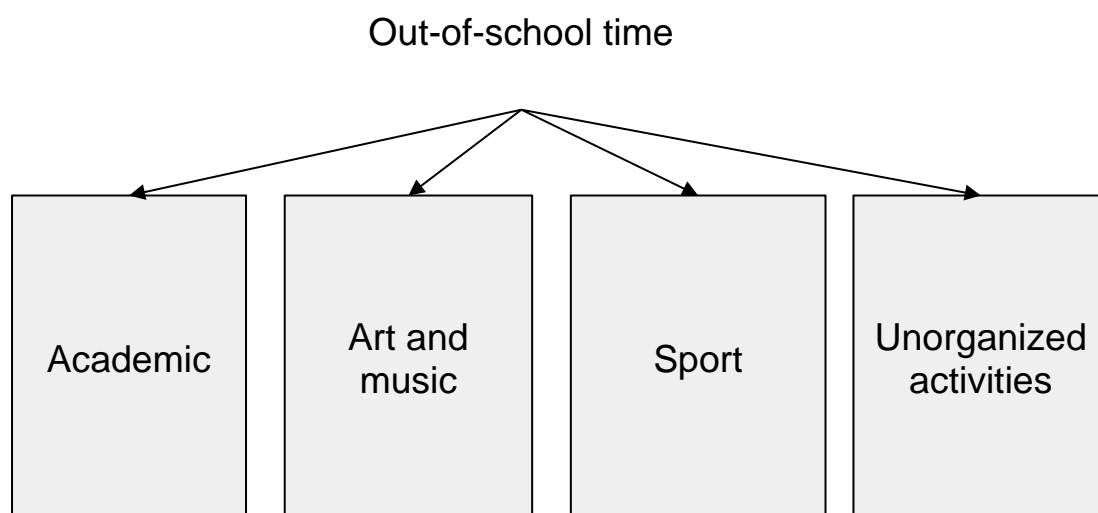 Out-of-school time
Academic
Art and
music
Sport
Unorganized
activities